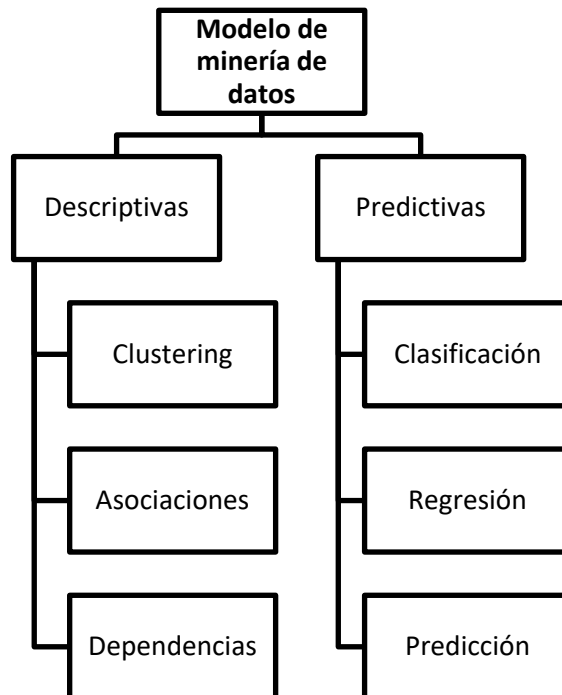 Modelo de
minería de
datos
Descriptivas
Predictivas
Clustering
Clasificación
Asociaciones
Regresión
Dependencias
Predicción